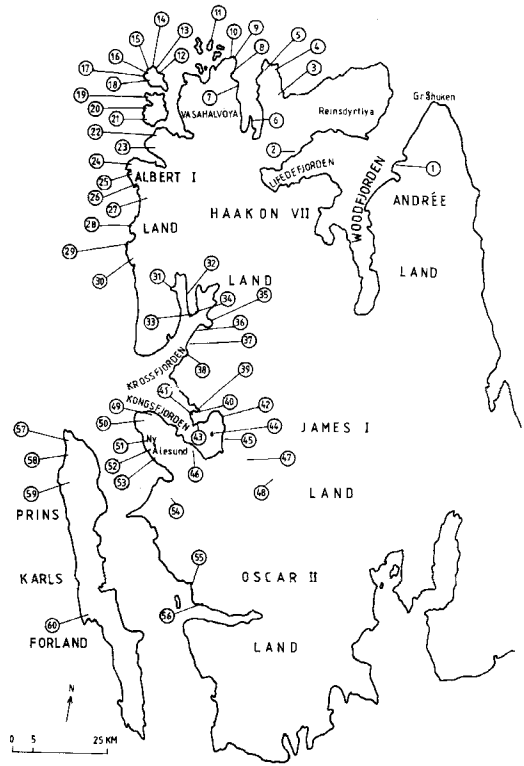 11
14
10
9
15
13
8
5
16
12
4
17
3
18
19
Gråhuken
20
7
VASAHALVØYA
Reinsdyrflya
21
6
22
2
23
1
24
ALBERT I
LIFDEFJORDEN
WOODFJORDEN
25
ANDRÉE
26
27
HAAKON VII
28
LAND
29
LAND
30
31
32
LAND
34
35
33
36
37
KROSSFJORDEN
38
39
41
40
49
KONGSFJORDEN
42
50
43
44
JAMES I
57
51
Ny
45
58
52
Ålesund
46
47
59
53
48
LAND
PRINS
54
55
KARLS
OSCAR II
56
60
FORLAND
LAND
N
0 5 25 KM